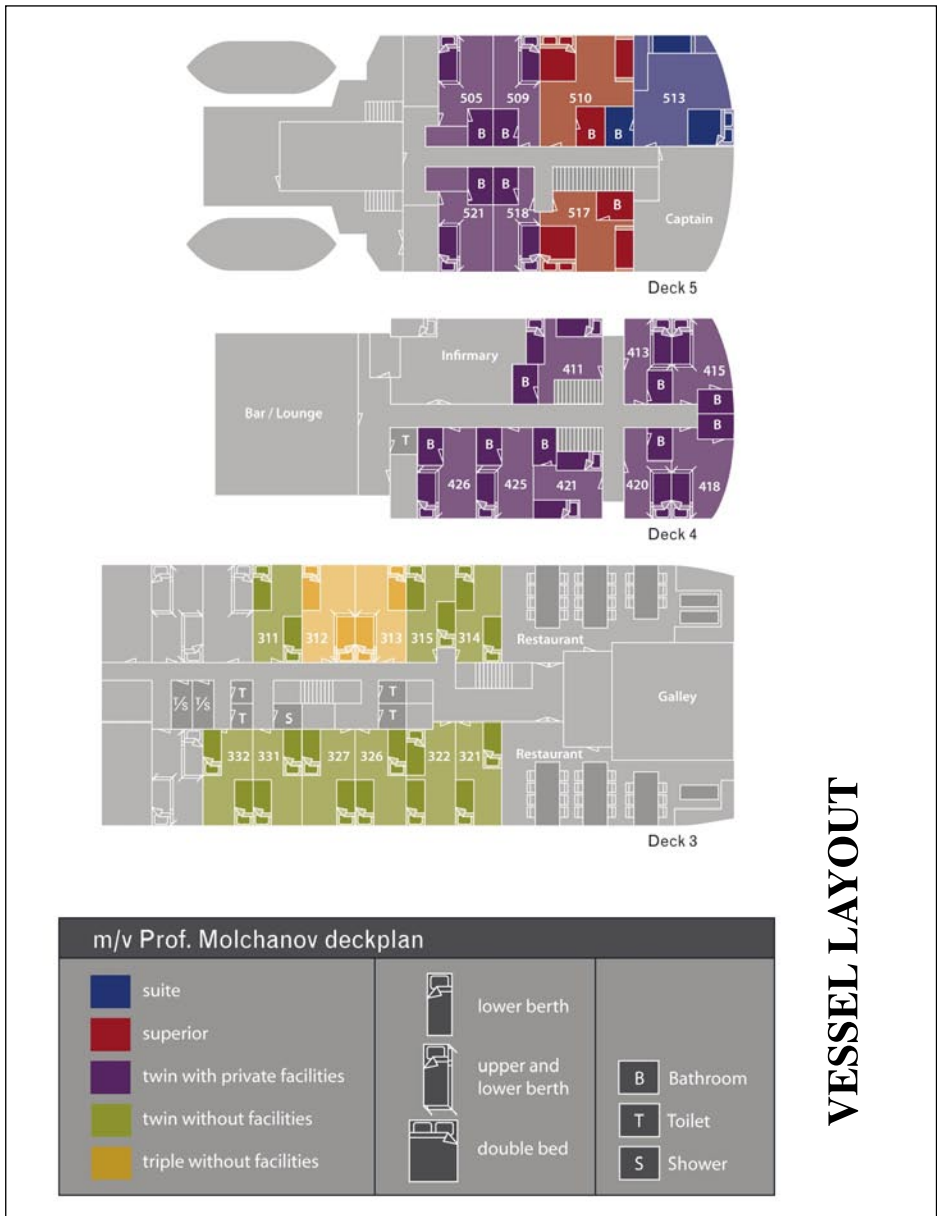 505 509 510 513
B B B B
B B B
521 518 517 Captain
Deck 5
Infirmary 411 413 415
B B B
Bar / Lounge
B
T B B B B
426 425 421 420 418
Deck 4
311 312 313 315 314 Restaurant
T/S T/S T T
T S T
Galley
332 331 327 326 322 321 Restaurant
Deck 3
VESSEL LAYOUT
m/v Prof. Molchanov deckplan
suite
superior
twin with private facilities
twin without facilities
triple without facilities
lower berth
upper and
lower berth
double bed
B Bathroom
T Toilet
S Shower